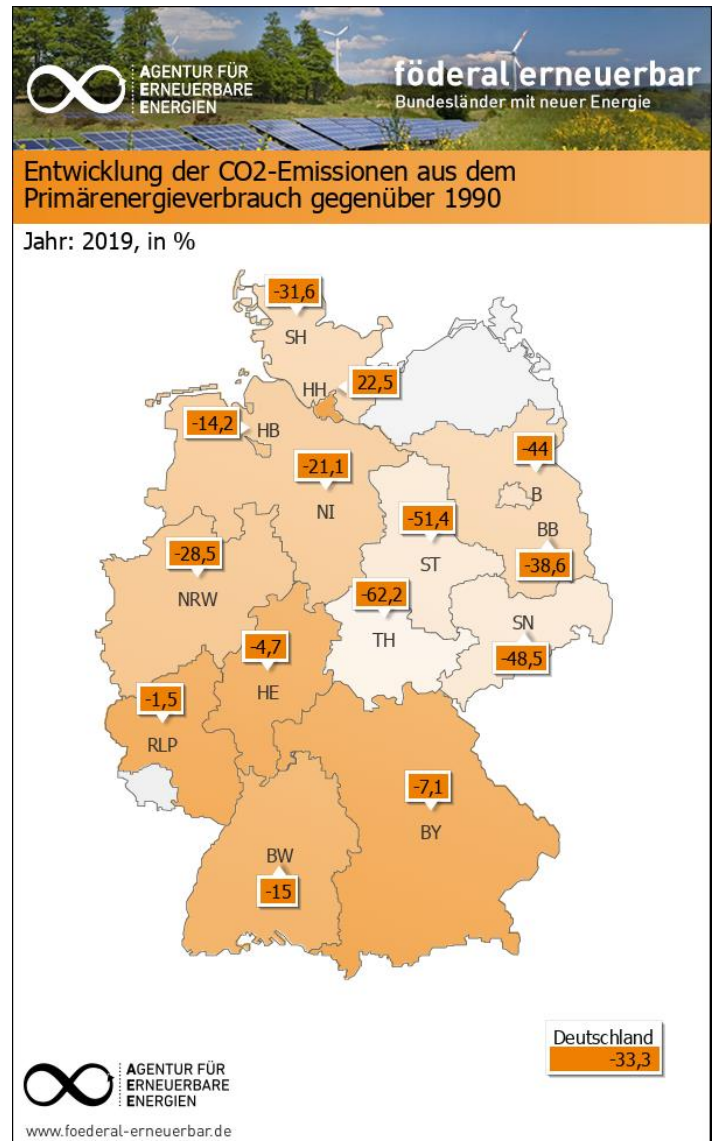 AGENTUR FÜR
ERNEUERBARE
ENERGIEN
föderal erneuerbar
Bundesländer mit neuer Energie
Entwicklung der CO2-Emissionen aus dem
Primärenergieverbrauch gegenüber 1990
Jahr: 2019, in %
-31,6
SH
HH
22,5
-14,2
HB
-21,1
NI
-44
B
BB
-38,6
-51,4
ST
-28,5
NRW
-62,2
TH
SN
-48,5
-4,7
HE
-1,5
RLP
-7,1
BY
BW
-15
Deutschland
-33,3
AGENTUR FÜR
ERNEUERBARE
ENERGIEN
www.foederal-erneuerbar.de